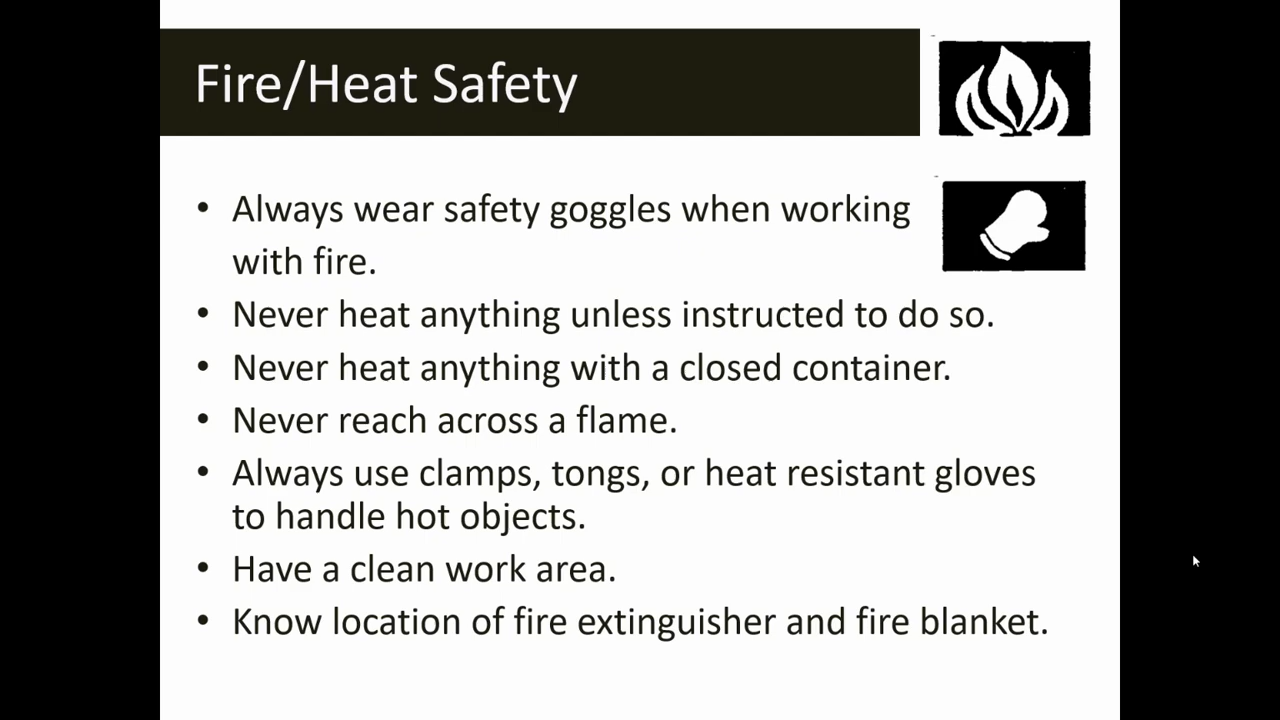 Fire/Heat Safety
• Always wear safety goggles when working
with fire.
• Never heat anything unless instructed to do so.
• Never heat anything with a closed container.
• Never reach across a flame.
• Always use clamps, tongs, or heat resistant gloves
to handle hot objects.
• Have a clean work area.
• Know location of fire extinguisher and fire blanket.